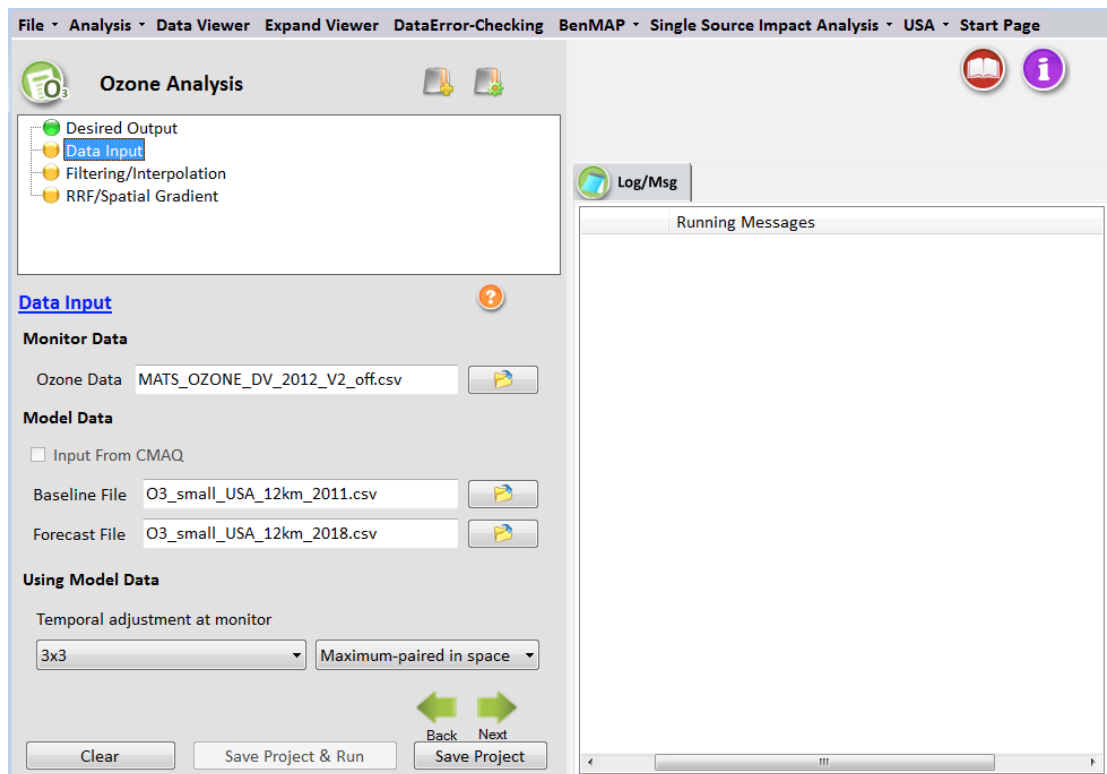 File Analysis Data Viewer Expand Viewer DataError-Checking BenMAP Single Source Impact Analysis USA Start Page
O3 Ozone Analysis
Desired Output
Data Input
Filtering/Interpolation
RRF/Spatial Gradient
Log/Msg
Running Messages
Data Input
Monitor Data
Ozone Data MATS_OZONE_DV_2012_V2_off.csv
Model Data
Input From CMAQ
Baseline File O3_small_USA_12km_2011.csv
Forecast File O3_small_USA_12km_2018.csv
Using Model Data
Temporal adjustment at monitor
3x3 Maximum-paired in space
Back Next
Clear Save Project & Run Save Project